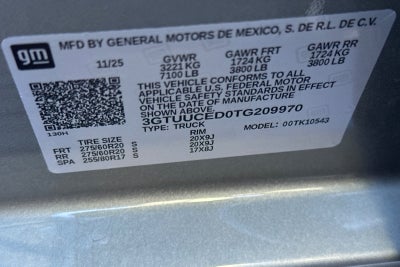 gm
MFD BY GENERAL MOTORS DE MEXICO, S. DE R.L. DE C.V.
11/25 GVWR GAWR FRT GAWR RR
3221 KG 1724 KG 1724 KG
7100 LB 3800 LB 3800 LB
THIS VEHICLE CONFORMS TO ALL
APPLICABLE U.S. FEDERAL MOTOR
VEHICLE SAFETY STANDARDS IN EFFECT
ON THE DATE OF MANUFACTURE
SHOWN ABOVE.
3GTUUCED0TG209970
TYPE: TRUCK MODEL: 00TK10543
130H
TIRE SIZE RIM
FRT 275/60R20 S 20X9J
RR 275/60R20 S 20X9J
SPA 255/80R17 S 17X8J